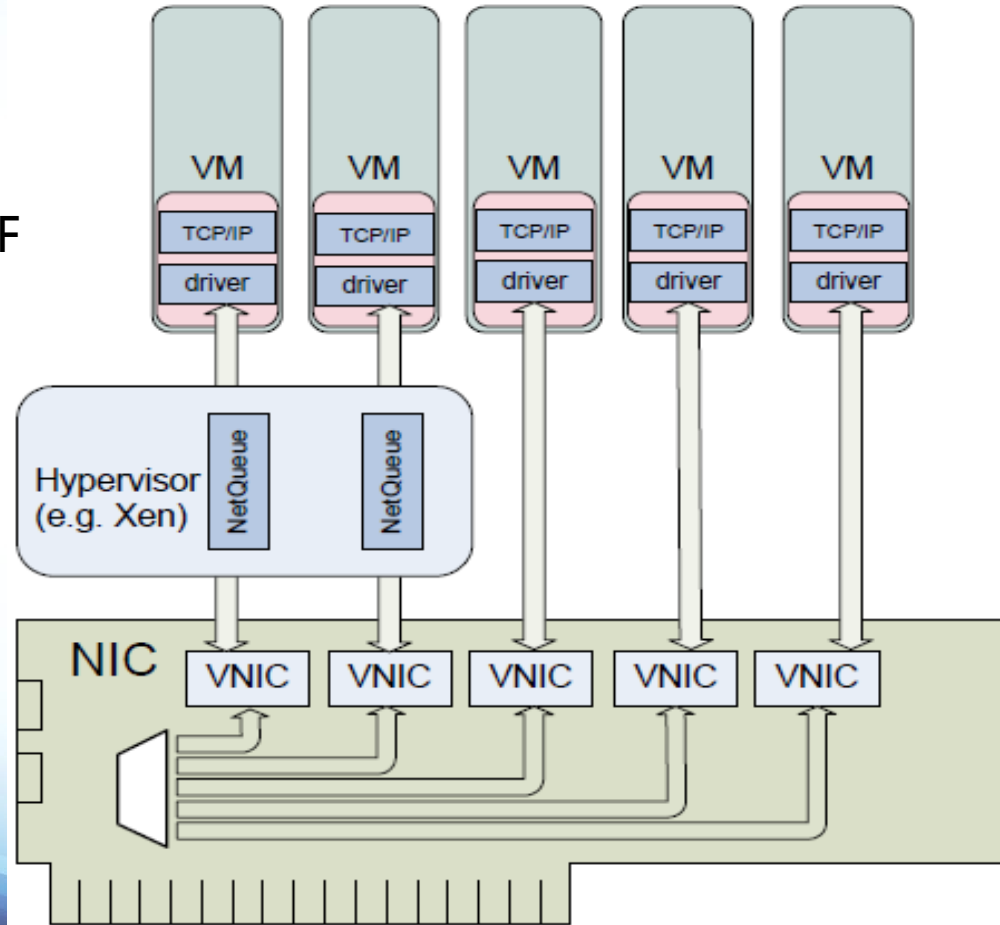 VM VM VM VM VM
F
TCP/IP TCP/IP TCP/IP TCP/IP TCP/IP
driver driver driver driver driver
NetQueue NetQueue
Hypervisor
(e.g. Xen)
NIC
VNIC VNIC VNIC VNIC VNIC